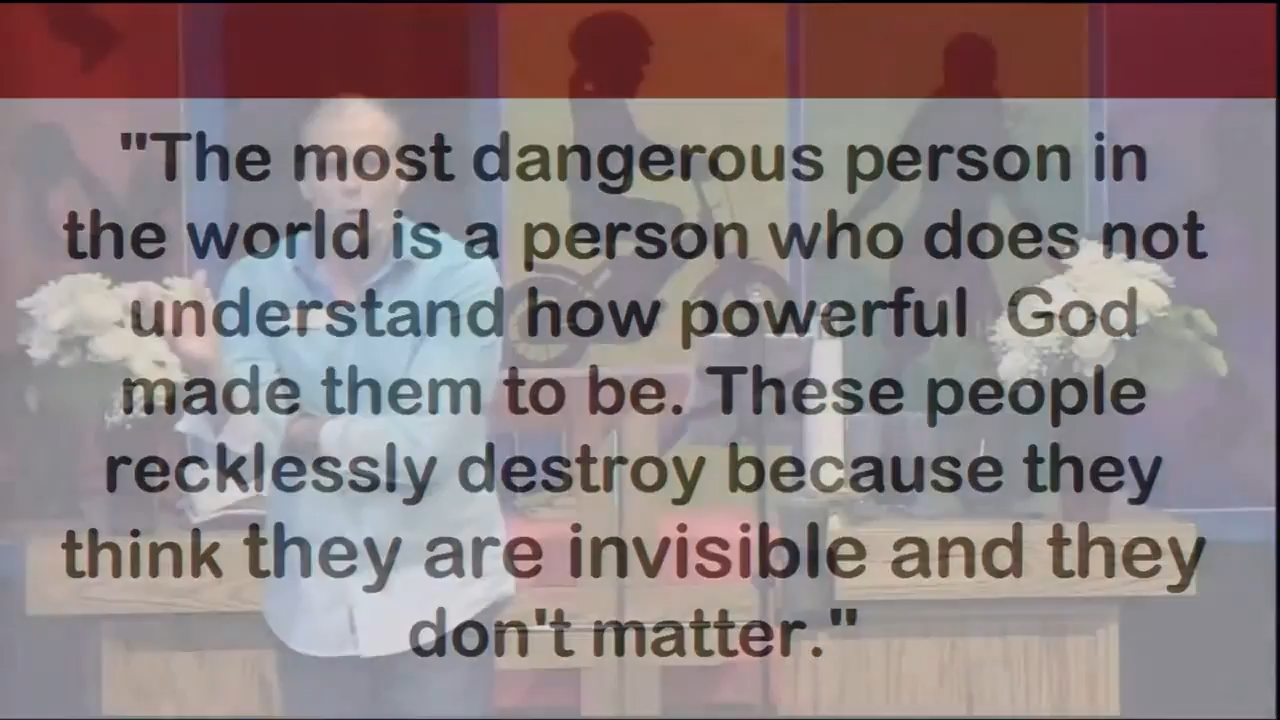 "The most dangerous person in
the world is a person who does not
understand how powerful God
made them to be. These people
recklessly destroy because they
think they are invisible and they
don't matter."